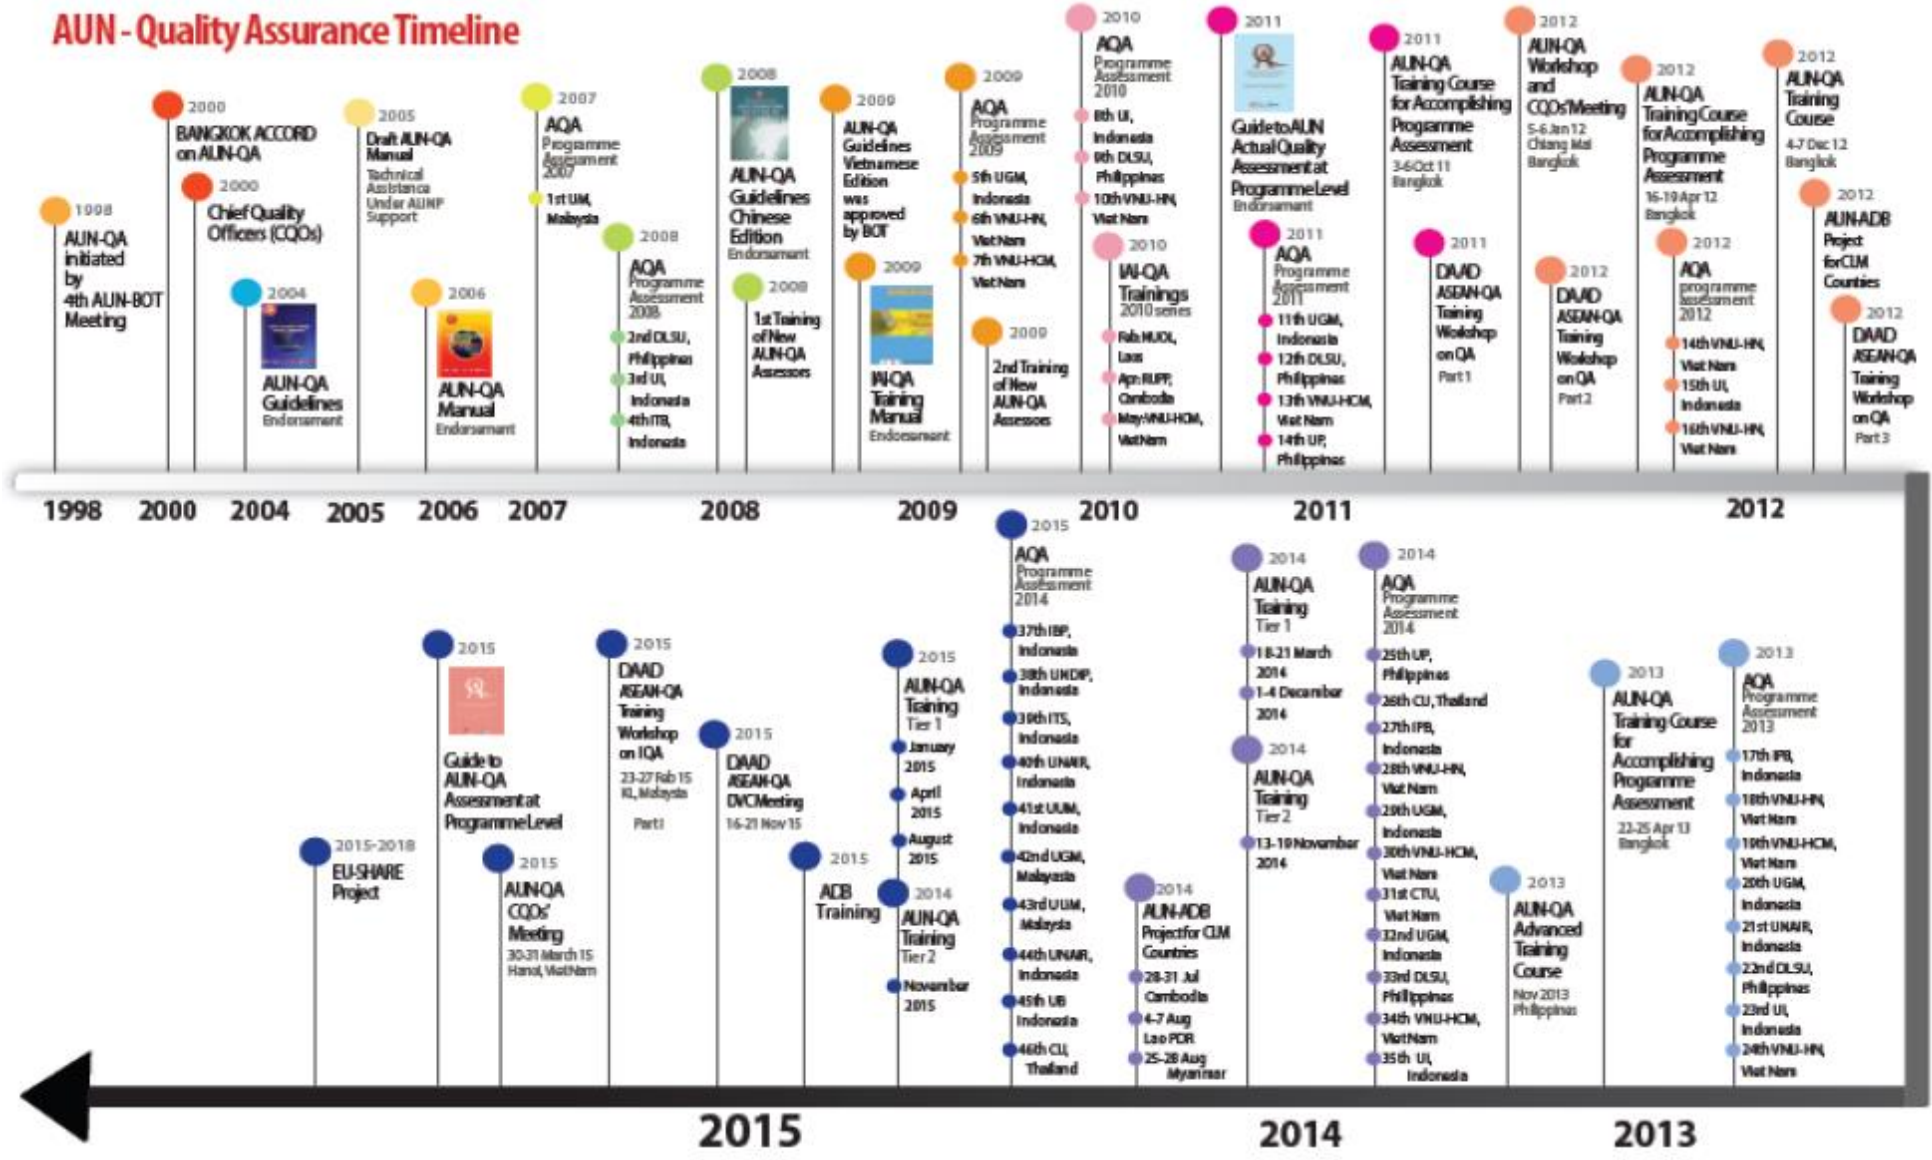 AUN - Quality Assurance Timeline
1998
AUN-QA
initiated
by
4th AUN-BOT
Meeting
2000
BANGKOK ACCORD
on AUN-QA
2000
Chief Quality
Officers (CQOs)
2004
AUN-QA
Guidelines
Endorsement
2005
Draft AUN-QA
Manual
Technical
Assistance
Under AUNP
Support
2006
AUN-QA
Manual
Endorsement
2007
AQA
Programme
Assessment
2007
1st UM,
Malaysia
2008
AQA
Programme
Assessment
2008
2nd DLSU,
Philippines
3rd UI,
Indonesia
4th ITB,
Indonesia
2008
AUN-QA
Guidelines
Chinese
Edition
Endorsement
2008
1st Training
of New
AUN-QA
Assessors
2009
AUN-QA
Guidelines
Vietnamese
Edition
was
approved
by BOT
2009
IAI-QA
Training
Manual
Endorsement
2009
AQA
Programme
Assessment
2009
5th UGM,
Indonesia
6th VNU-HN,
Viet Nam
7th VNU-HCM,
Viet Nam
2009
2nd Training
of New
AUN-QA
Assessors
2010
AQA
Programme
Assessment
2010
8th UI,
Indonesia
9th DLSU,
Philippines
10th VNU-HN,
Viet Nam
2010
IAI-QA
Trainings
2010 series
Feb: NUOL,
Laos
Apr: RUPP,
Cambodia
May: VNU-HCM,
Viet Nam
2011
Guide to AUN
Actual Quality
Assessment at
Programme Level
Endorsement
2011
AQA
Programme
Assessment
2011
11th UGM,
Indonesia
12th DLSU,
Philippines
13th VNU-HCM,
Viet Nam
14th UP,
Philippines
2011
AUN-QA
Training Course
for Accomplishing
Programme
Assessment
3-6 Oct 11
Bangkok
2011
DAAD
ASEAN-QA
Training
Workshop
on QA
Part 1
2012
AUN-QA
Workshop
and
CQOs' Meeting
5-6 Jan 12
Chiang Mai
Bangkok
2012
DAAD
ASEAN-QA
Training
Workshop
on QA
Part 2
2012
AUN-QA
Training Course
for Accomplishing
Programme
Assessment
16-19 Apr 12
Bangkok
2012
AQA
programme
assessment
2012
14th VNU-HN,
Viet Nam
15th UI,
Indonesia
16th VNU-HN,
Viet Nam
2012
AUN-QA
Training
Course
4-7 Dec 12
Bangkok
2012
AUN-ADB
Project
for CLM
Countries
2012
DAAD
ASEAN-QA
Training
Workshop
on QA
Part 3
1998 2000 2004 2005 2006 2007 2008 2009 2010 2011 2012
2015-2018
EU-SHARE
Project
2015
Guide to
AUN-QA
Assessment at
Programme Level
2015
AUN-QA
CQOs'
Meeting
30-31 March 15
Hanoi, Viet Nam
2015
DAAD
ASEAN-QA
Training
Workshop
on IQA
23-27 Feb 15
KL, Malaysia
Part I
2015
DAAD
ASEAN-QA
DVC Meeting
16-21 Nov 15
2015
ADB
Training
2015
AUN-QA
Training
Tier 1
January
2015
April
2015
August
2015
2014
AUN-QA
Training
Tier 2
November
2015
2015
AQA
Programme
Assessment
2014
37th IBP,
Indonesia
38th UNDIP,
Indonesia
39th ITS,
Indonesia
40th UNAIR,
Indonesia
41st UUM,
Indonesia
42nd UGM,
Malayasia
43rd UUM,
Malaysia
44th UNAIR,
Indonesia
45th UB
Indonesia
46th CU,
Thailand
2014
AUN-ADB
Project for CLM
Countries
28-31 Jul
Cambodia
4-7 Aug
Lao PDR
25-28 Aug
Myanmar
2014
AUN-QA
Training
Tier 1
18-21 March
2014
1-4 December
2014
2014
AUN-QA
Training
Tier 2
13-19 November
2014
2014
AQA
Programme
Assessment
2014
25th UP,
Philippines
26th CU, Thailand
27th IPB,
Indonesia
28th VNU-HN,
Viet Nam
29th UGM,
Indonesia
30th VNU-HCM,
Viet Nam
31st CTU,
Viet Nam
32nd UGM,
Indonesia
33rd DLSU,
Philippines
34th VNU-HCM,
Viet Nam
35th UI,
Indonesia
2013
AUN-QA
Advanced
Training
Course
Nov 2013
Philippines
2013
AUN-QA
Training Course
for
Accomplishing
Programme
Assessment
22-25 Apr 13
Bangkok
2013
AQA
Programme
Assessment
2013
17th IPB,
Indonesia
18th VNU-HN,
Viet Nam
19th VNU-HCM,
Viet Nam
20th UGM,
Indonesia
21st UNAIR,
Indonesia
22nd DLSU,
Philippines
23rd UI,
Indonesia
24th VNU-HN,
Viet Nam
2015 2014 2013